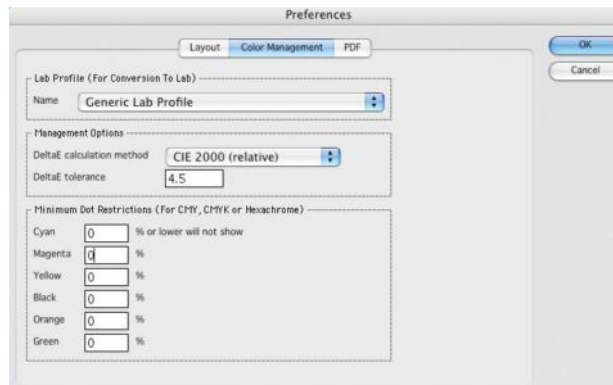 Preferences
Layout Color Management PDF
OK
Cancel
Lab Profile (For Conversion To Lab)
Name Generic Lab Profile
Management Options
DeltaE calculation method CIE 2000 (relative)
DeltaE tolerance 4.5
Minimum Dot Restrictions (For CMY, CMYK or Hexachrome)
Cyan 0 % or lower will not show
Magenta 0 %
Yellow 0 %
Black 0 %
Orange 0 %
Green 0 %